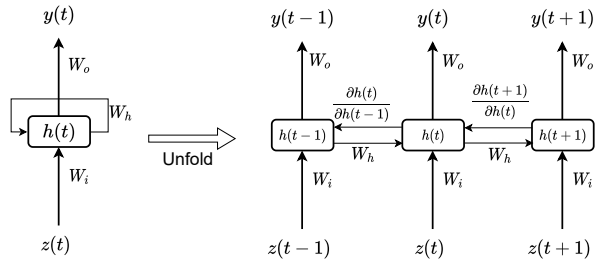 y(t) y(t − 1) y(t) y(t + 1)
W_o W_o W_o W_o
∂h(t)/∂h(t−1) ∂h(t+1)/∂h(t)
W_h
h(t) h(t − 1) h(t) h(t + 1)
Unfold W_h W_h
W_i W_i W_i W_i
z(t) z(t − 1) z(t) z(t + 1)